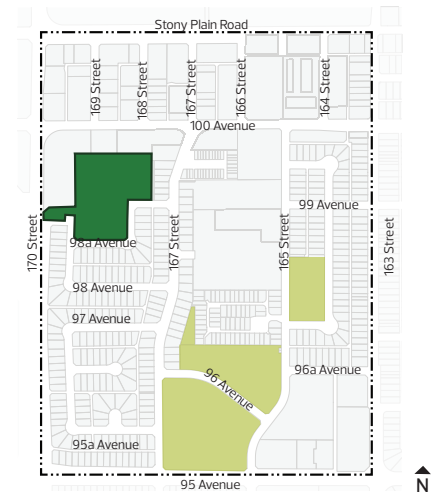 Stony Plain Road
169 Street
168 Street
167 Street
166 Street
164 Street
100 Avenue
99 Avenue
170 Street
98a Avenue
167 Street
165 Street
163 Street
98 Avenue
97 Avenue
96 Avenue
96a Avenue
95a Avenue
95 Avenue
N